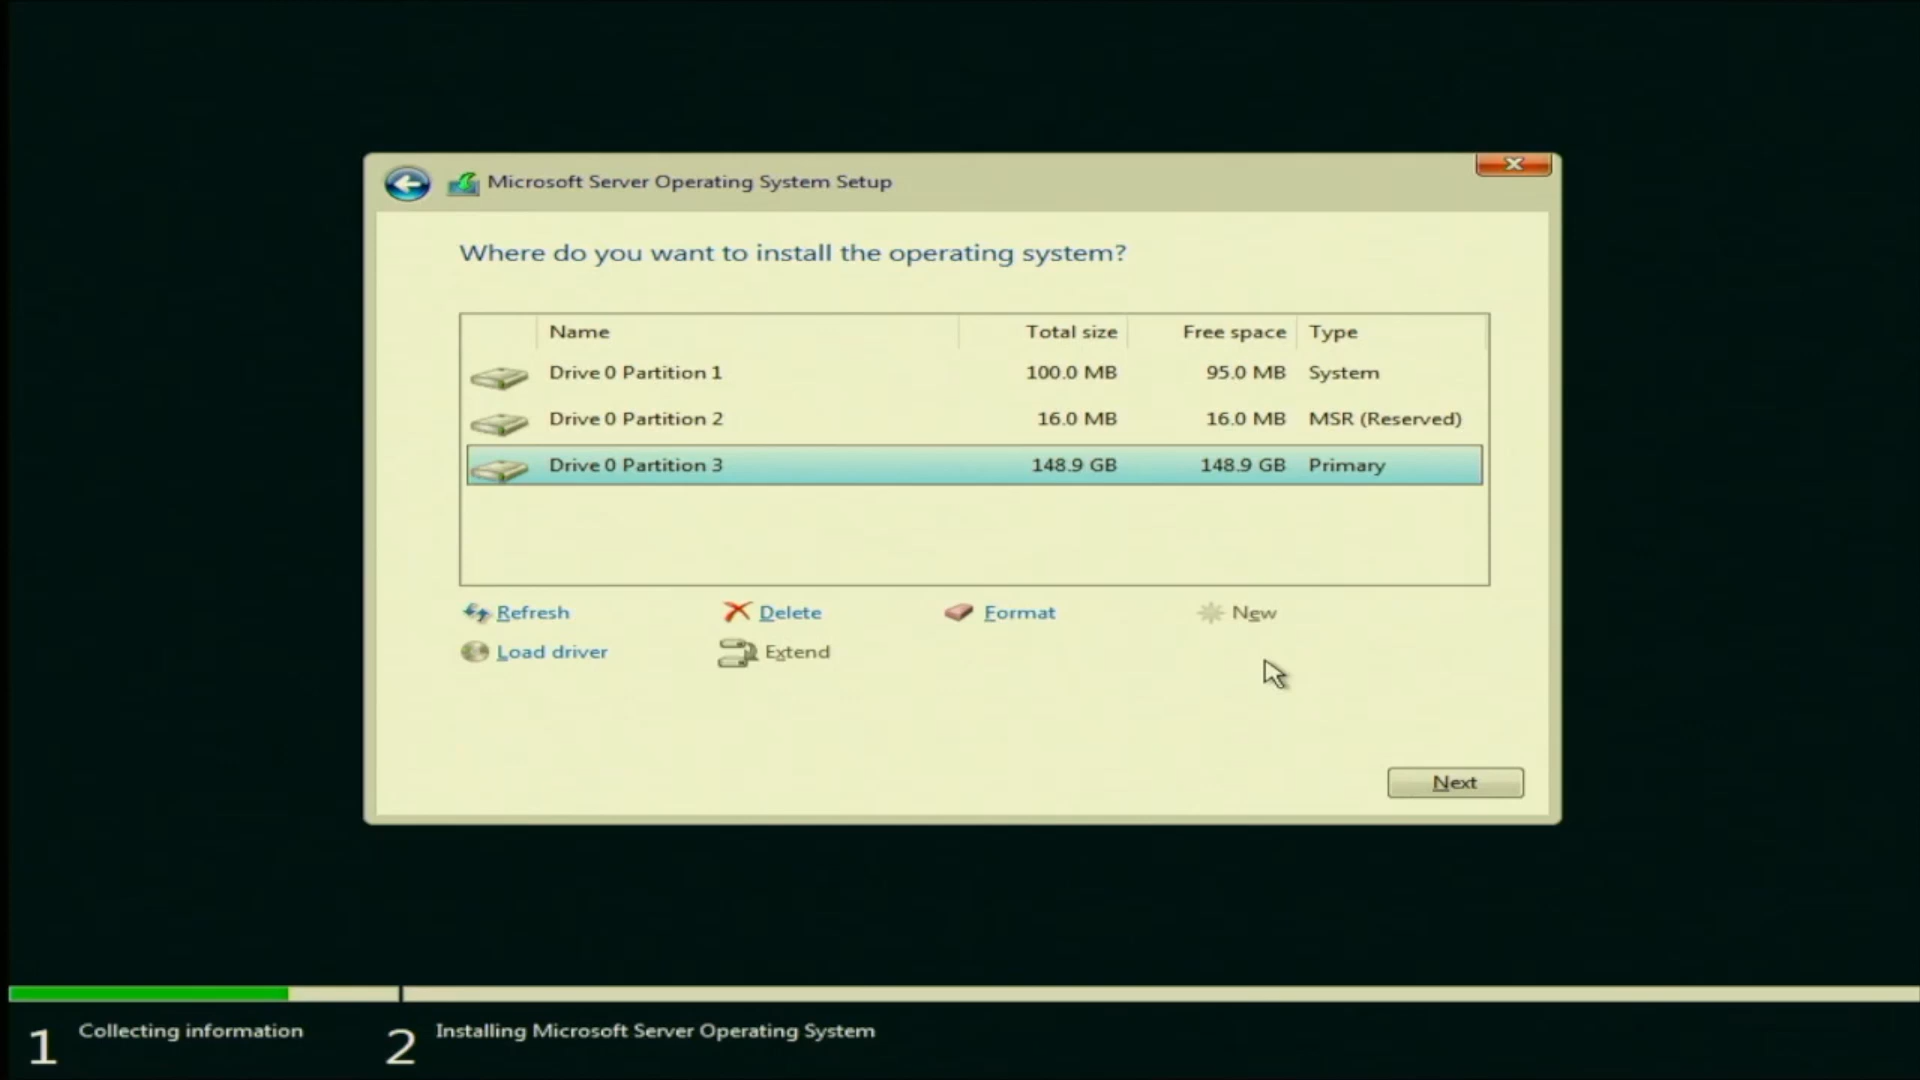 Microsoft Server Operating System Setup
Where do you want to install the operating system?
Name Total size Free space Type
Drive 0 Partition 1 100.0 MB 95.0 MB System
Drive 0 Partition 2 16.0 MB 16.0 MB MSR (Reserved)
Drive 0 Partition 3 148.9 GB 148.9 GB Primary
Refresh Delete Format New
Load driver Extend
Next
1 Collecting information 2 Installing Microsoft Server Operating System